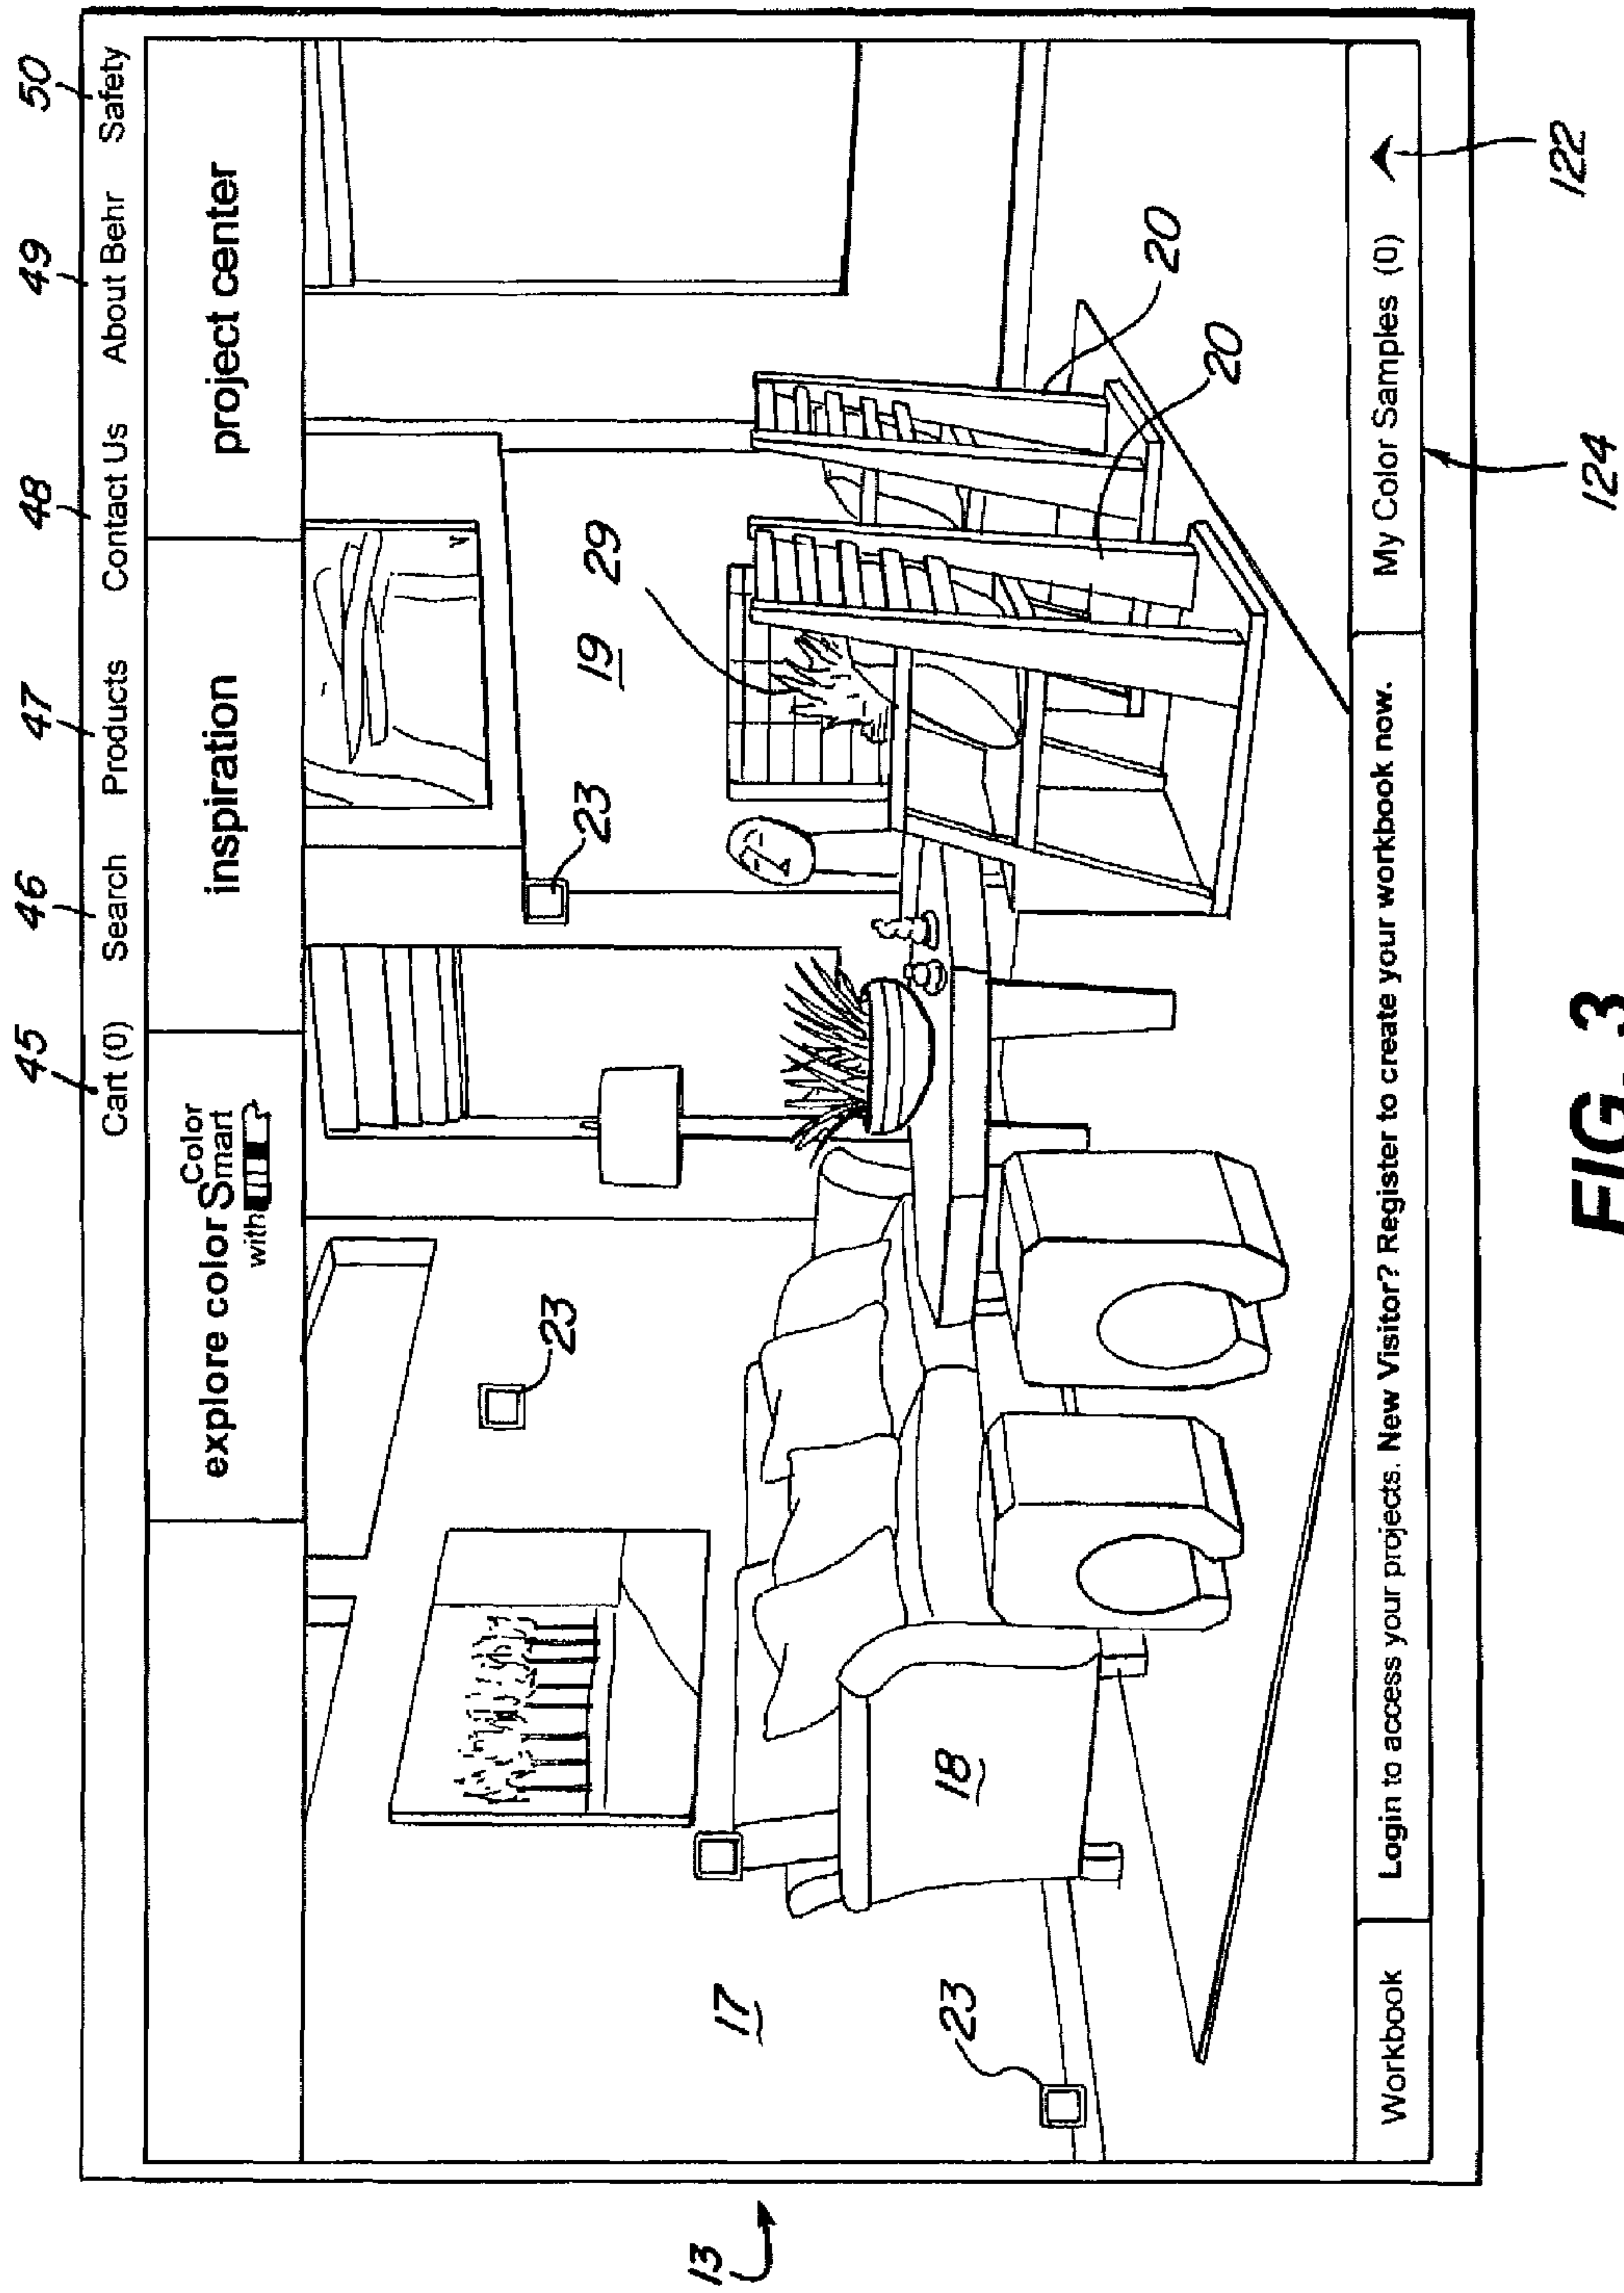 45 46 47 48 49 50
Cart (0) Search Products Contact Us About Behr Safety
explore color
Color
Smart
with
inspiration
project center
23
23
19
29
20
20
17
18
23
13
Workbook
Login to access your projects. New Visitor? Register to create your workbook now.
My Color Samples (0)
122
124
FIG. 3